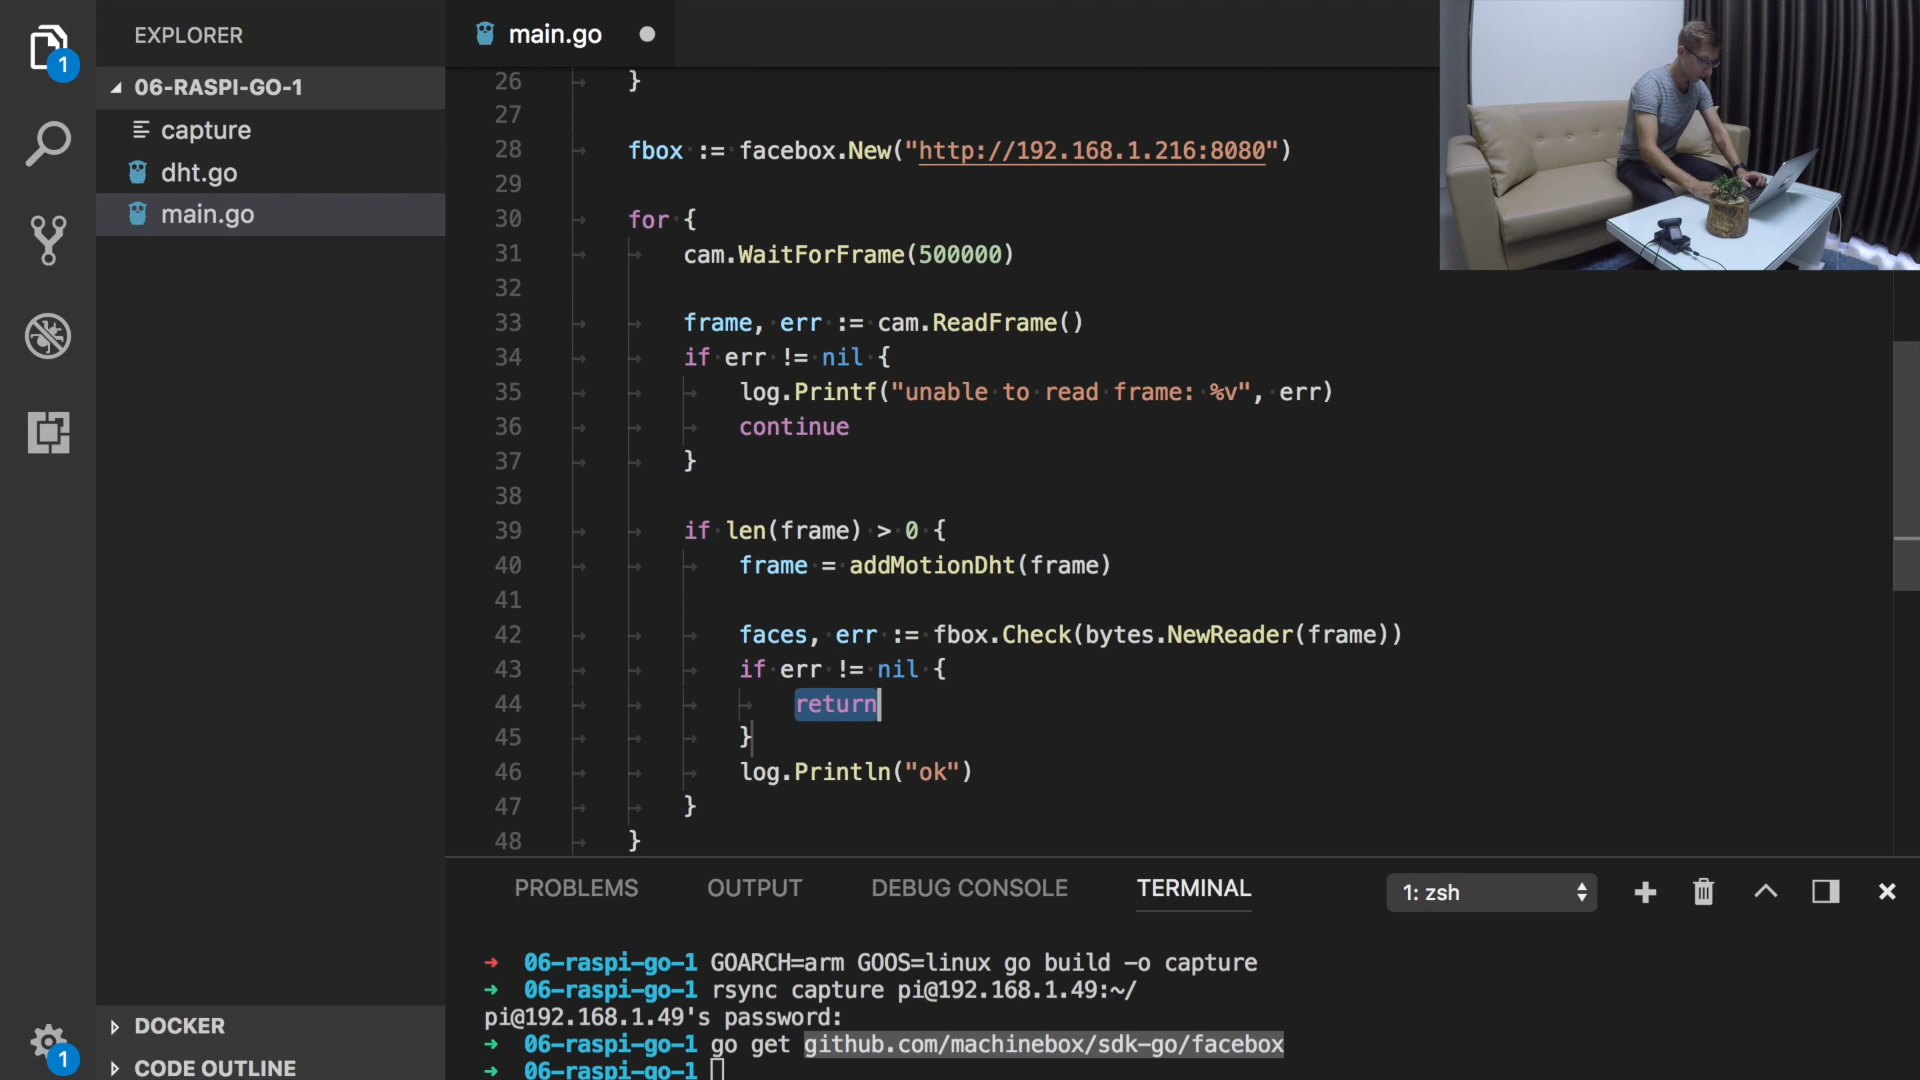 EXPLORER
1
06-RASPI-GO-1
capture
dht.go
main.go
DOCKER
CODE OUTLINE
1
main.go
26 }
27
28 fbox := facebox.New("http://192.168.1.216:8080")
29
30 for {
31 cam.WaitForFrame(500000)
32
33 frame, err := cam.ReadFrame()
34 if err != nil {
35 log.Printf("unable to read frame: %v", err)
36 continue
37 }
38
39 if len(frame) > 0 {
40 frame = addMotionDht(frame)
41
42 faces, err := fbox.Check(bytes.NewReader(frame))
43 if err != nil {
44 return
45 }
46 log.Println("ok")
47 }
48 }
PROBLEMS OUTPUT DEBUG CONSOLE TERMINAL 1: zsh
➜ 06-raspi-go-1 GOARCH=arm GOOS=linux go build -o capture
➜ 06-raspi-go-1 rsync capture pi@192.168.1.49:~/
pi@192.168.1.49's password:
➜ 06-raspi-go-1 go get github.com/machinebox/sdk-go/facebox
➜ 06-raspi-go-1